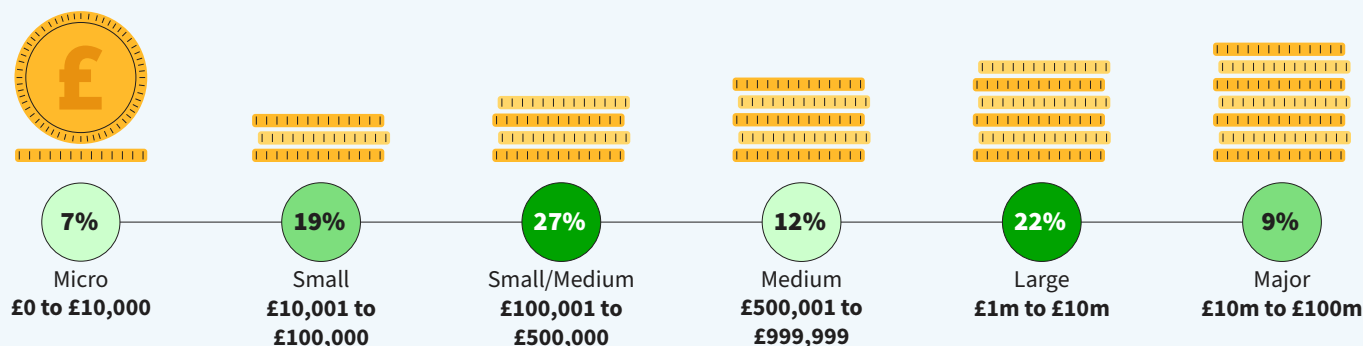 £
7%
19%
27%
12%
22%
9%
Micro
Small
Small/Medium
Medium
Large
Major
£0 to £10,000
£10,001 to
£100,000
£100,001 to
£500,000
£500,001 to
£999,999
£1m to £10m
£10m to £100m